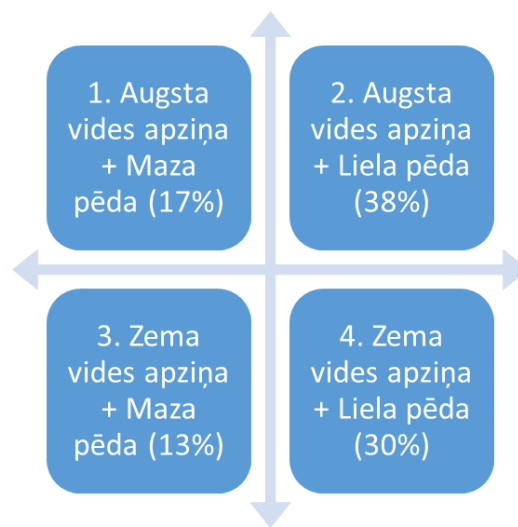 1. Augsta
vides apziņa
+ Maza
pēda (17%)
2. Augsta
vides apziņa
+ Liela pēda
(38%)
3. Zema
vides apziņa
+ Maza
pēda (13%)
4. Zema
vides apziņa
+ Liela pēda
(30%)